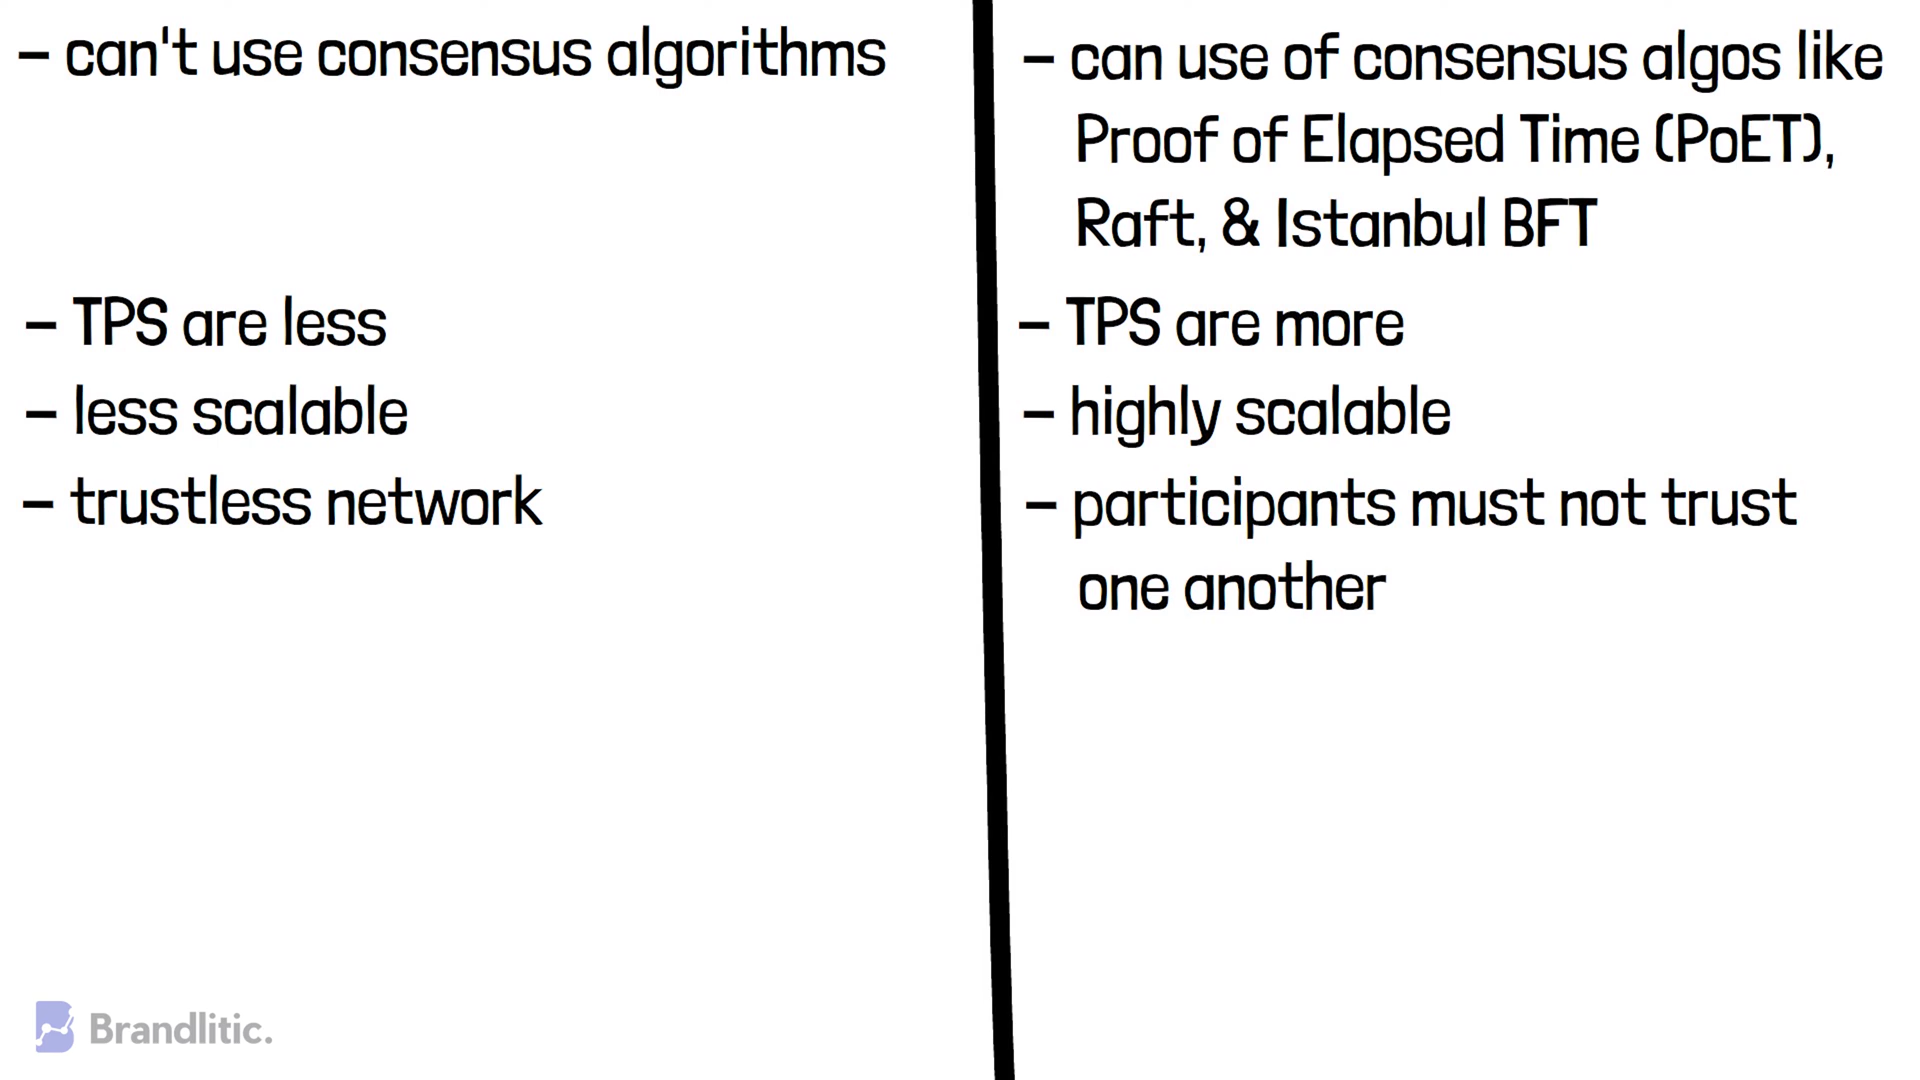 – can't use consensus algorithms
– TPS are less
– less scalable
– trustless network
– can use of consensus algos like
Proof of Elapsed Time (PoET),
Raft, & Istanbul BFT
– TPS are more
– highly scalable
– participants must not trust
one another
Brandlitic.